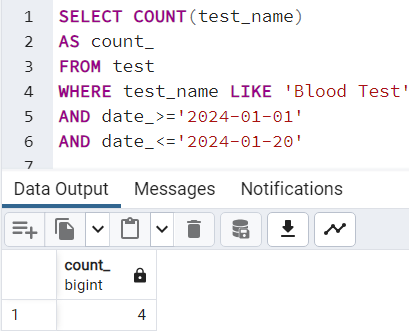 1 SELECT COUNT(test_name)
2 AS count_
3 FROM test
4 WHERE test_name LIKE 'Blood Test'
5 AND date_>='2024-01-01'
6 AND date_<='2024-01-20'
7
Data Output Messages Notifications
count_
bigint
1 4